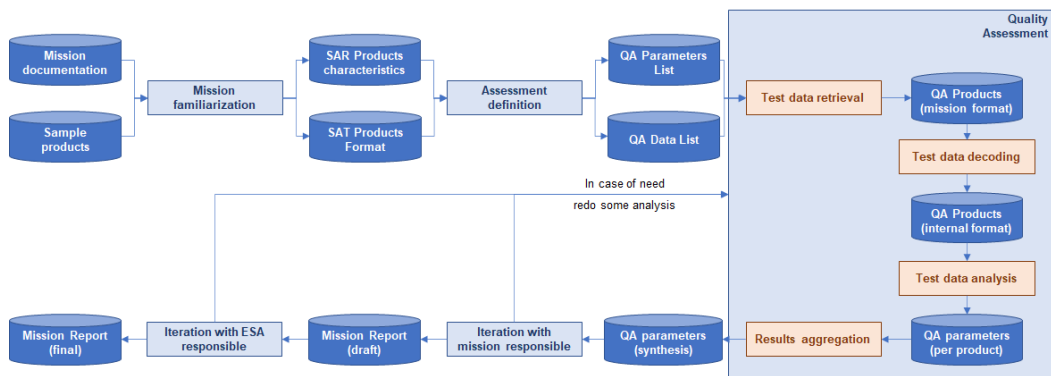 Quality
Assessment
Mission
documentation
Sample
products
Mission
familiarization
SAR Products
characteristics
SAT Products
Format
Assessment
definition
QA Parameters
List
QA Data List
Test data retrieval
QA Products
(mission format)
Test data decoding
QA Products
(internal format)
Test data analysis
QA parameters
(per product)
Results aggregation
QA parameters
(synthesis)
In case of need
redo some analysis
Iteration with
mission responsible
Mission Report
(draft)
Iteration with ESA
responsible
Mission Report
(final)